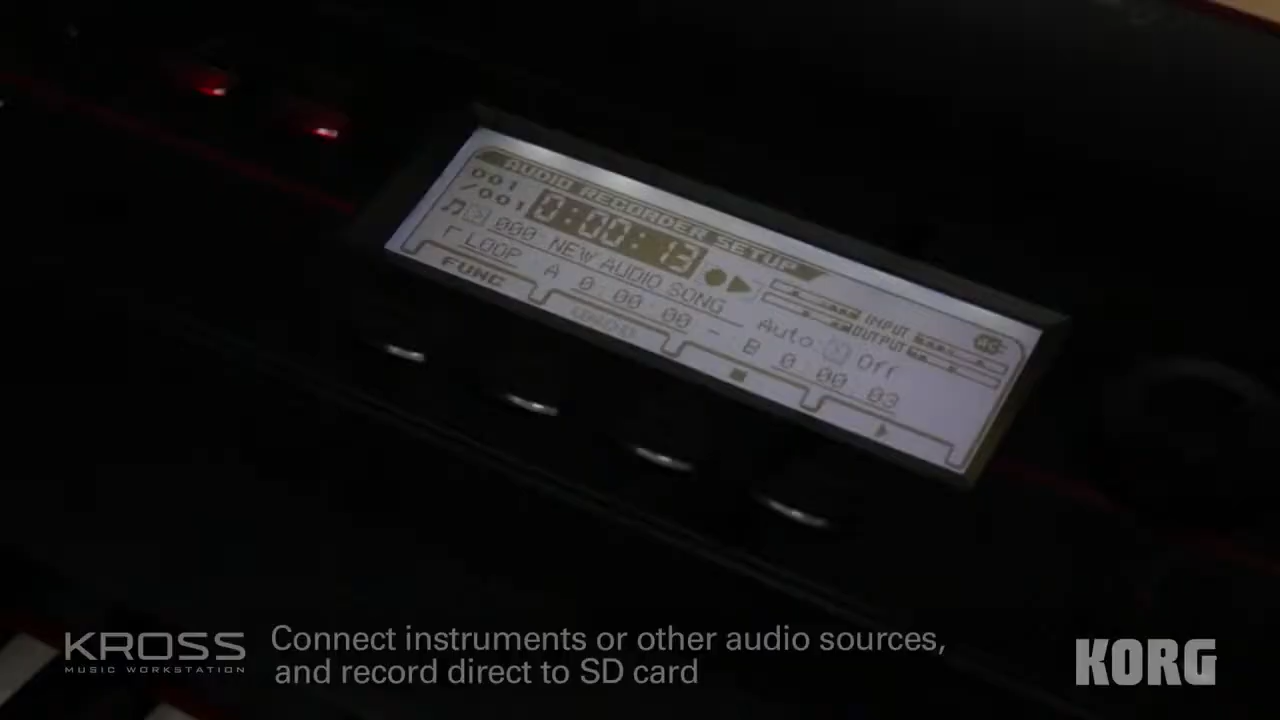 AUDIO RECORDER SETUP
001
/001
0:00:13
000 NEW AUDIO SONG
Auto Off
INPUT
OUTPUT
LOOP A 0:00:00 - B 0:00:03
FUNC
KROSS
MUSIC WORKSTATION
Connect instruments or other audio sources,
and record direct to SD card
KORG